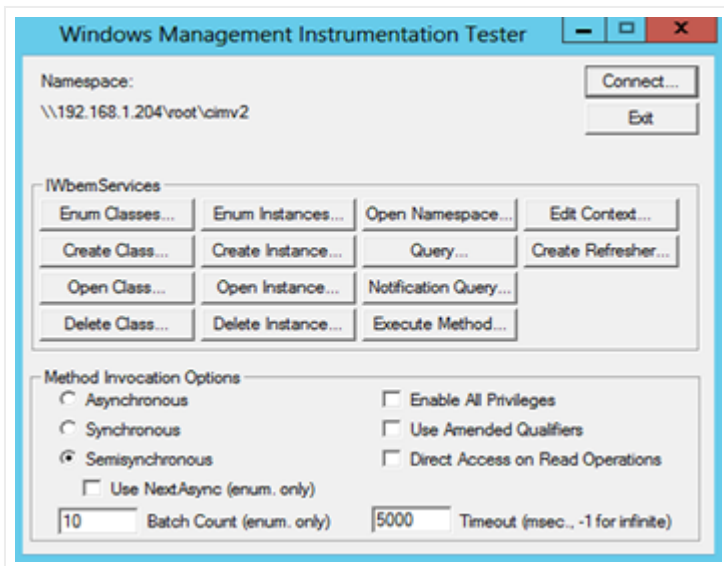 Windows Management Instrumentation Tester
Namespace:
Connect...
\\192.168.1.204\root\cimv2
Exit
IWbemServices
Enum Classes... Enum Instances... Open Namespace... Edit Context...
Create Class... Create Instance... Query... Create Refresher...
Open Class... Open Instance... Notification Query...
Delete Class... Delete Instance... Execute Method...
Method Invocation Options
Asynchronous Enable All Privileges
Synchronous Use Amended Qualifiers
Semisynchronous Direct Access on Read Operations
Use NextAsync (enum. only)
10 Batch Count (enum. only) 5000 Timeout (msec., -1 for infinite)